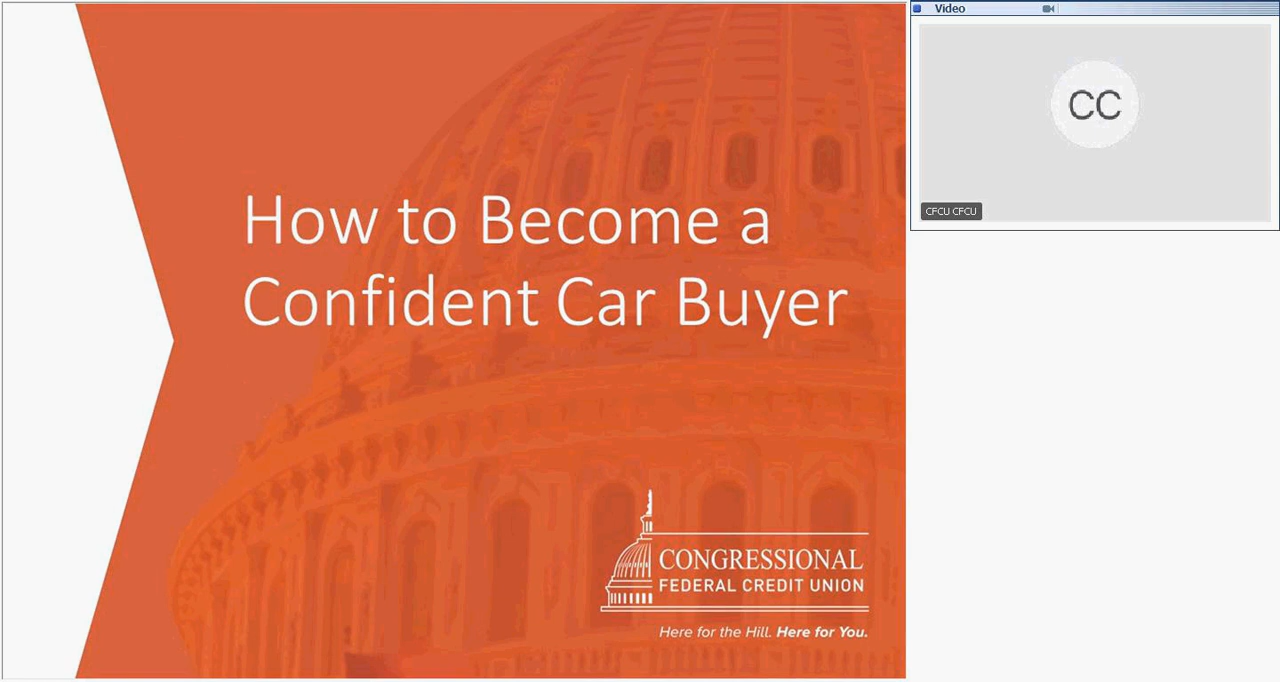 How to Become a
Confident Car Buyer
CONGRESSIONAL
FEDERAL CREDIT UNION
Here for the Hill. Here for You.
Video
CC
CFCU CFCU